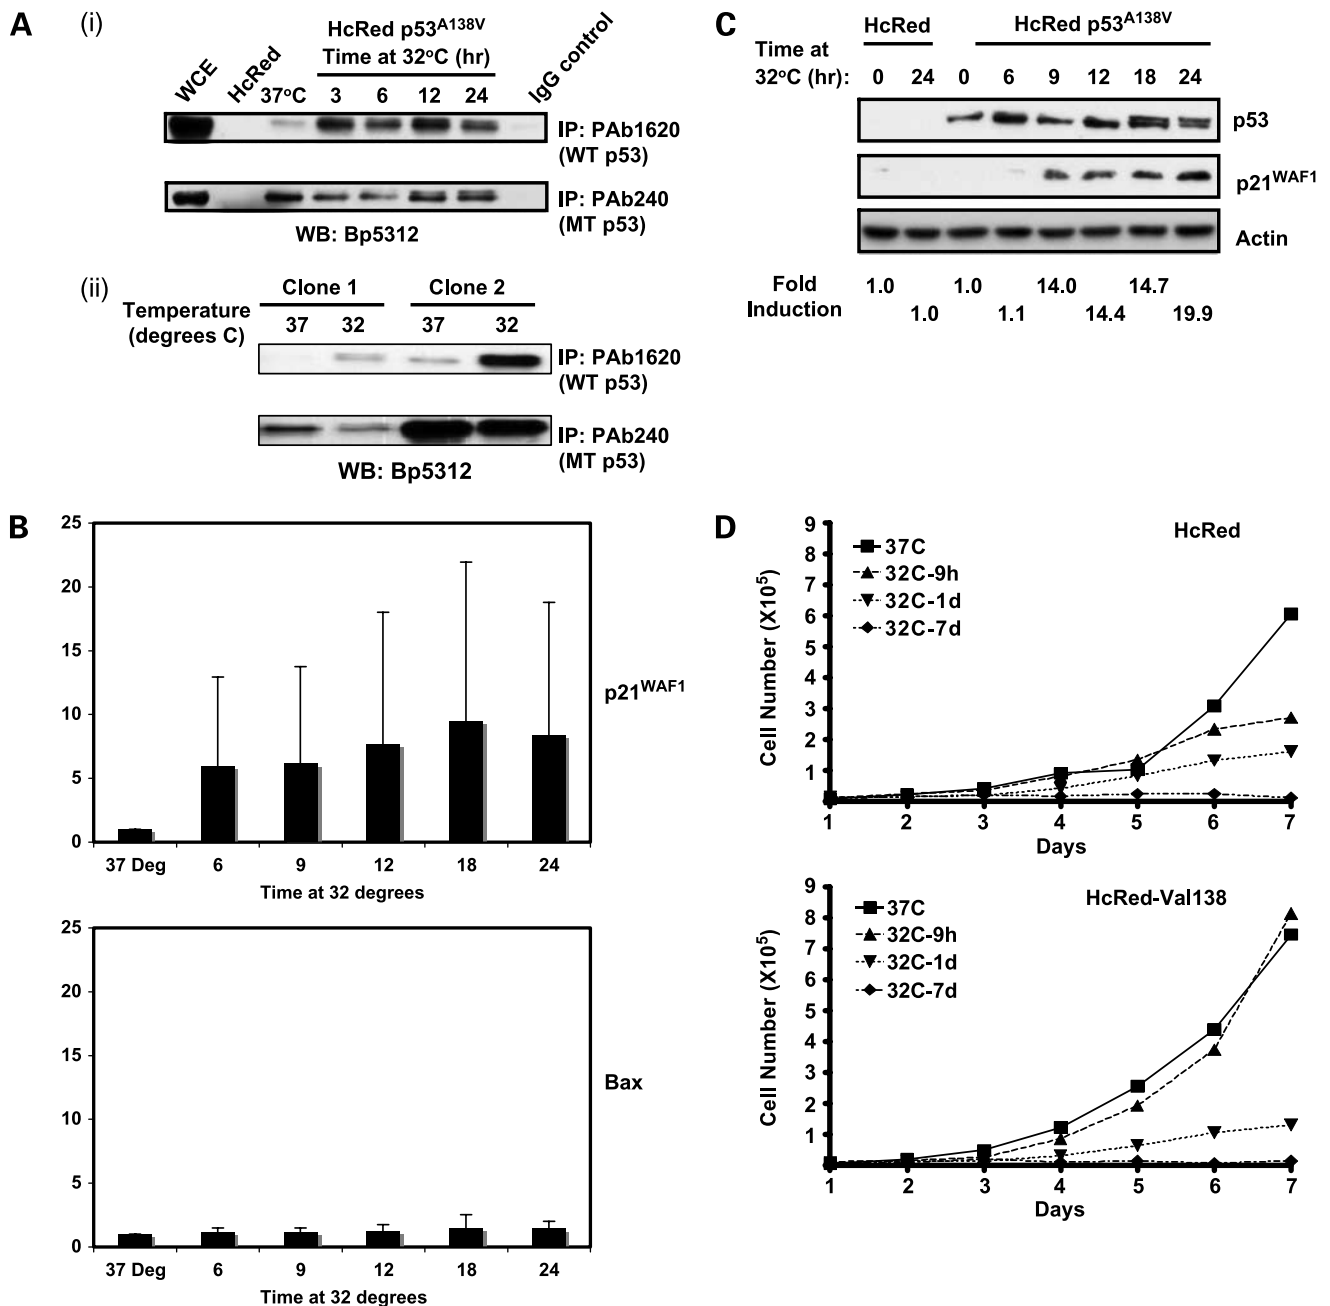 A
(i)
HcRed p53A138V
Time at 32oC (hr)
WCE
HcRed
37oC
3 6 12 24
IgG control
IP: PAb1620
(WT p53)
IP: PAb240
(MT p53)
WB: Bp5312
(ii)
Clone 1 Clone 2
Temperature
(degrees C)
37 32 37 32
IP: PAb1620
(WT p53)
IP: PAb240
(MT p53)
WB: Bp5312
B
25
20
15
10
5
0
p21WAF1
37 Deg 6 9 12 18 24
Time at 32 degrees
25
20
15
10
5
0
Bax
37 Deg 6 9 12 18 24
Time at 32 degrees
C
HcRed HcRed p53A138V
Time at
32oC (hr): 0 24 0 6 9 12 18 24
p53
p21WAF1
Actin
Fold
Induction
1.0 1.0 1.0 1.1 14.0 14.4 14.7 19.9
D
HcRed
37C
32C-9h
32C-1d
32C-7d
Cell Number (X105)
9
8
7
6
5
4
3
2
1
1 2 3 4 5 6 7
Days
HcRed-Val138
37C
32C-9h
32C-1d
32C-7d
Cell Number (X105)
9
8
7
6
5
4
3
2
1
1 2 3 4 5 6 7
Days